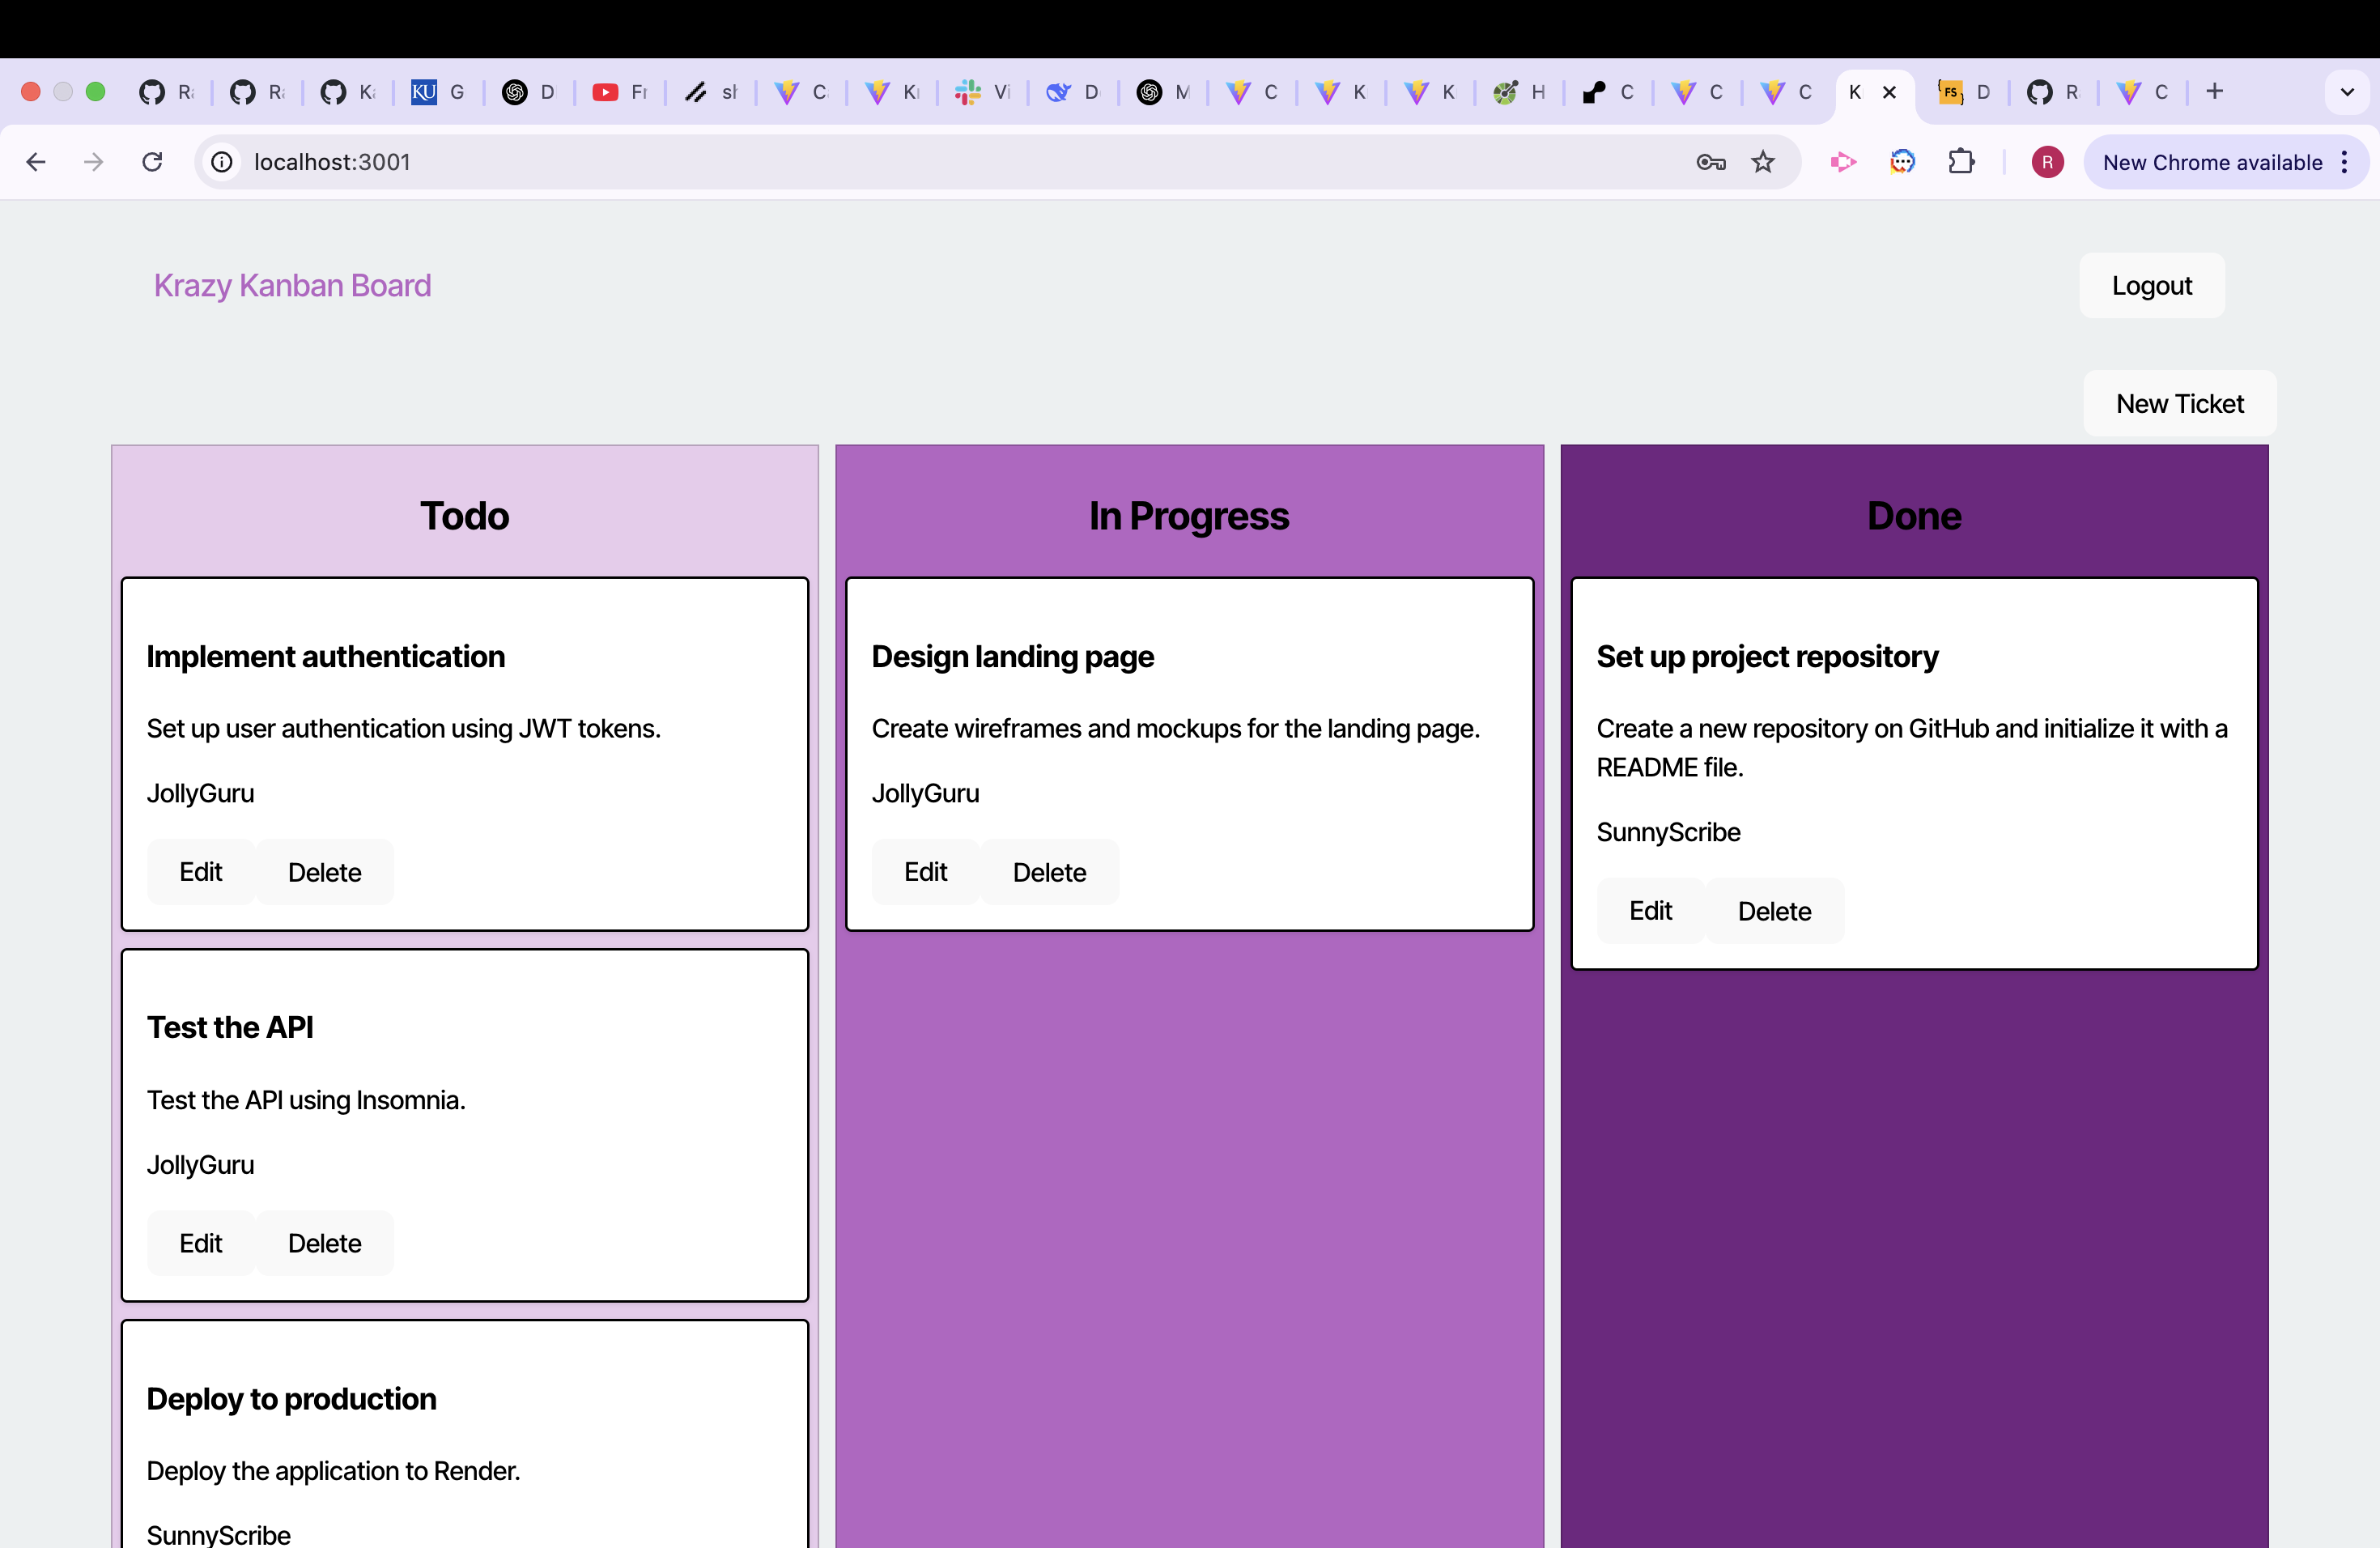 localhost:3001
New Chrome available
Krazy Kanban Board
Logout
New Ticket
Todo
Implement authentication
Set up user authentication using JWT tokens.
JollyGuru
Edit
Delete
Test the API
Test the API using Insomnia.
JollyGuru
Edit
Delete
Deploy to production
Deploy the application to Render.
SunnyScribe
In Progress
Design landing page
Create wireframes and mockups for the landing page.
JollyGuru
Edit
Delete
Done
Set up project repository
Create a new repository on GitHub and initialize it with a
README file.
SunnyScribe
Edit
Delete